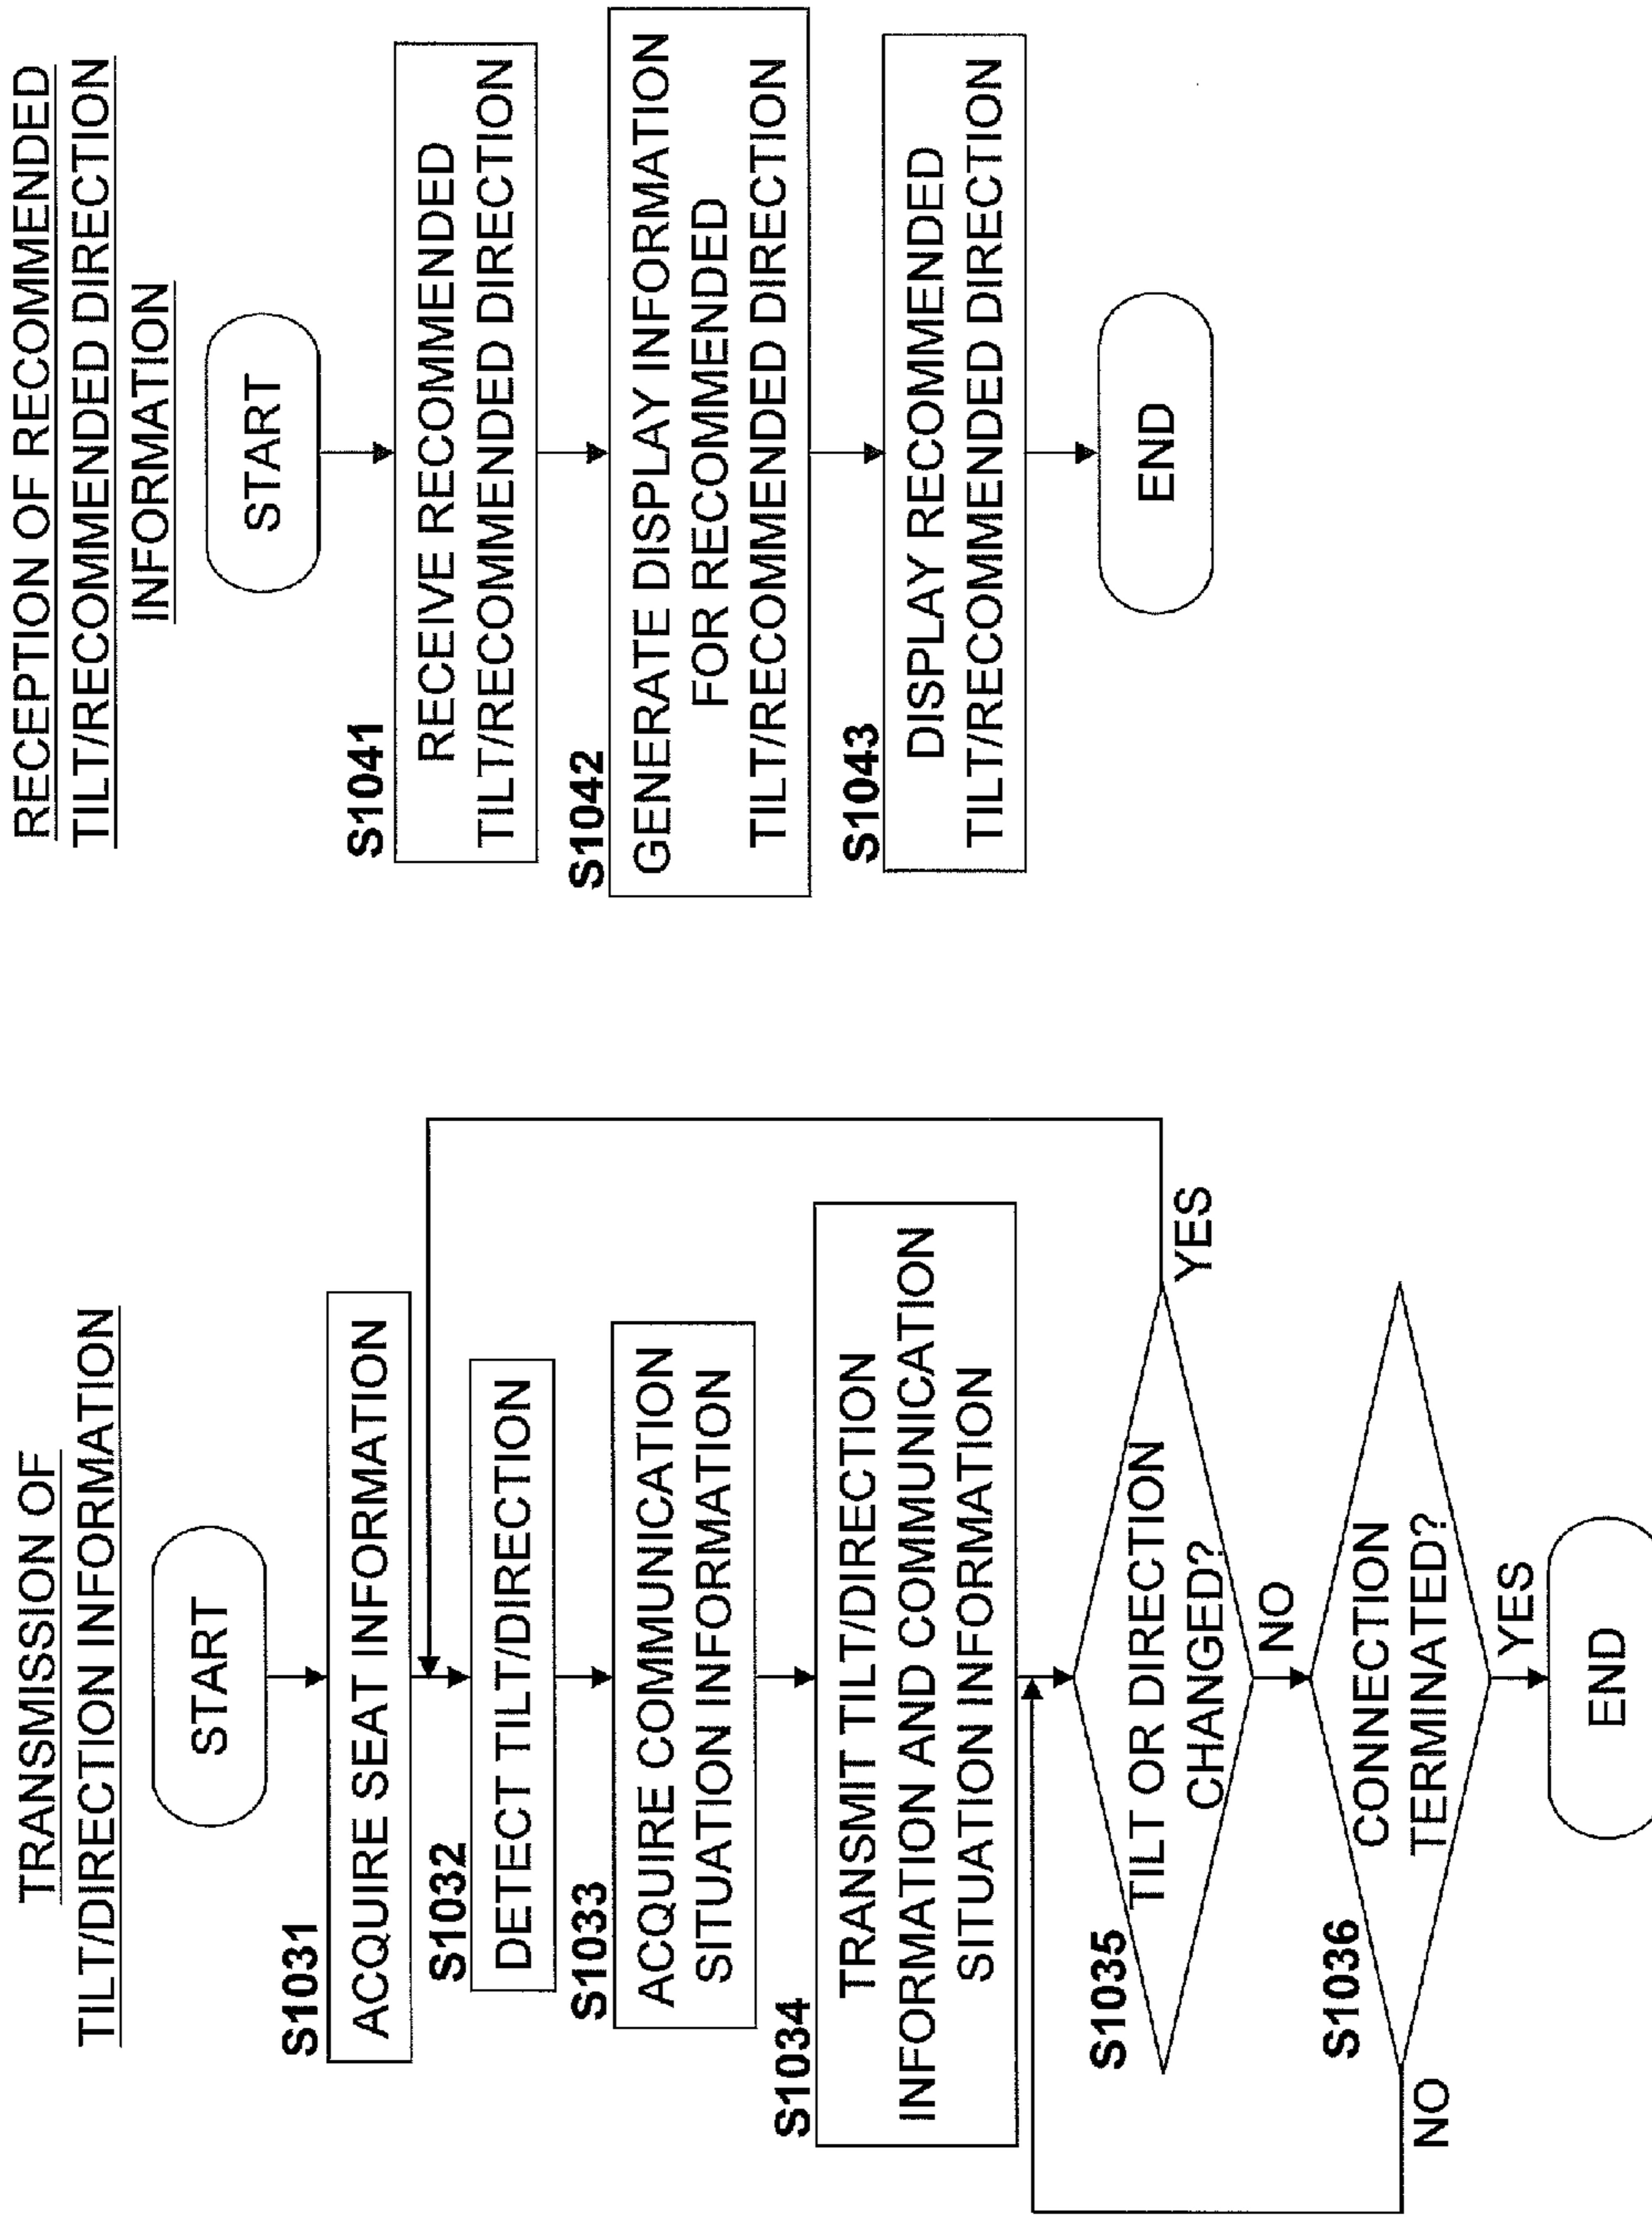 TRANSMISSION OF
TILT/DIRECTION INFORMATION
START
S1031
ACQUIRE SEAT INFORMATION
S1032
DETECT TILT/DIRECTION
S1033
ACQUIRE COMMUNICATION
SITUATION INFORMATION
S1034
TRANSMIT TILT/DIRECTION
INFORMATION AND COMMUNICATION
SITUATION INFORMATION
S1035
TILT OR DIRECTION
CHANGED?
YES
NO
S1036
CONNECTION
TERMINATED?
NO
YES
END
RECEPTION OF RECOMMENDED
TILT/RECOMMENDED DIRECTION
INFORMATION
START
S1041
RECEIVE RECOMMENDED
TILT/RECOMMENDED DIRECTION
S1042
GENERATE DISPLAY INFORMATION
FOR RECOMMENDED
TILT/RECOMMENDED DIRECTION
S1043
DISPLAY RECOMMENDED
TILT/RECOMMENDED DIRECTION
END